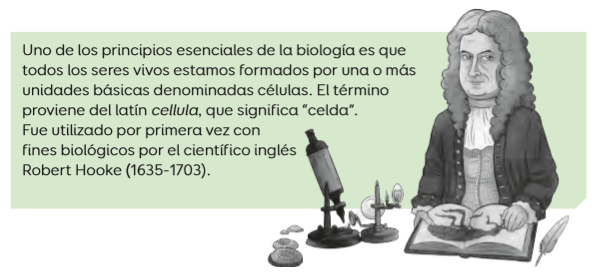 Uno de los principios esenciales de la biología es que
todos los seres vivos estamos formados por una o más
unidades básicas denominadas células. El término
proviene del latín cellula, que significa “celda”.
Fue utilizado por primera vez con
fines biológicos por el científico inglés
Robert Hooke (1635-1703).